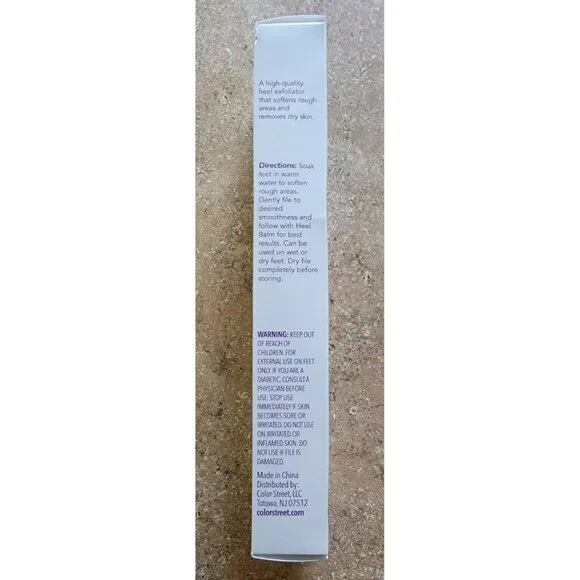 A high-quality
heel exfoliator
that softens rough
areas and
removes dry skin.
Directions: Soak
feet in warm
water to soften
rough areas.
Gently file to
desired
smoothness and
follow with Heel
Balm for best
results. Can be
used on wet or
dry feet. Dry file
completely before
storing.
WARNING: KEEP OUT
OF REACH OF
CHILDREN. FOR
EXTERNAL USE ON FEET
ONLY. IF YOU ARE A
DIABETIC, CONSULT A
PHYSICIAN BEFORE
USE. STOP USE
IMMEDIATELY IF SKIN
BECOMES SORE OR
IRRITATED. DO NOT USE
ON IRRITATED OR
INFLAMED SKIN. DO
NOT USE IF FILE IS
DAMAGED.
Made in China
Distributed by:
Color Street, LLC
Totowa, NJ 07512
colorstreet.com